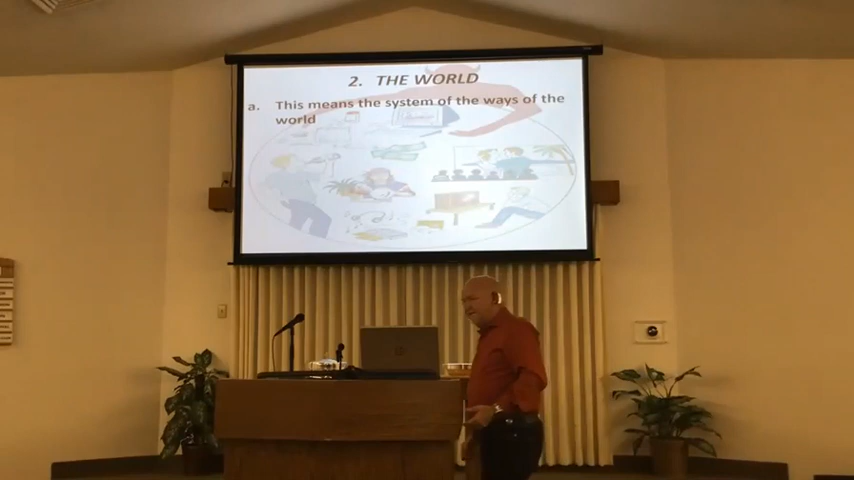 2. THE WORLD
a. This means the system of the ways of the
world